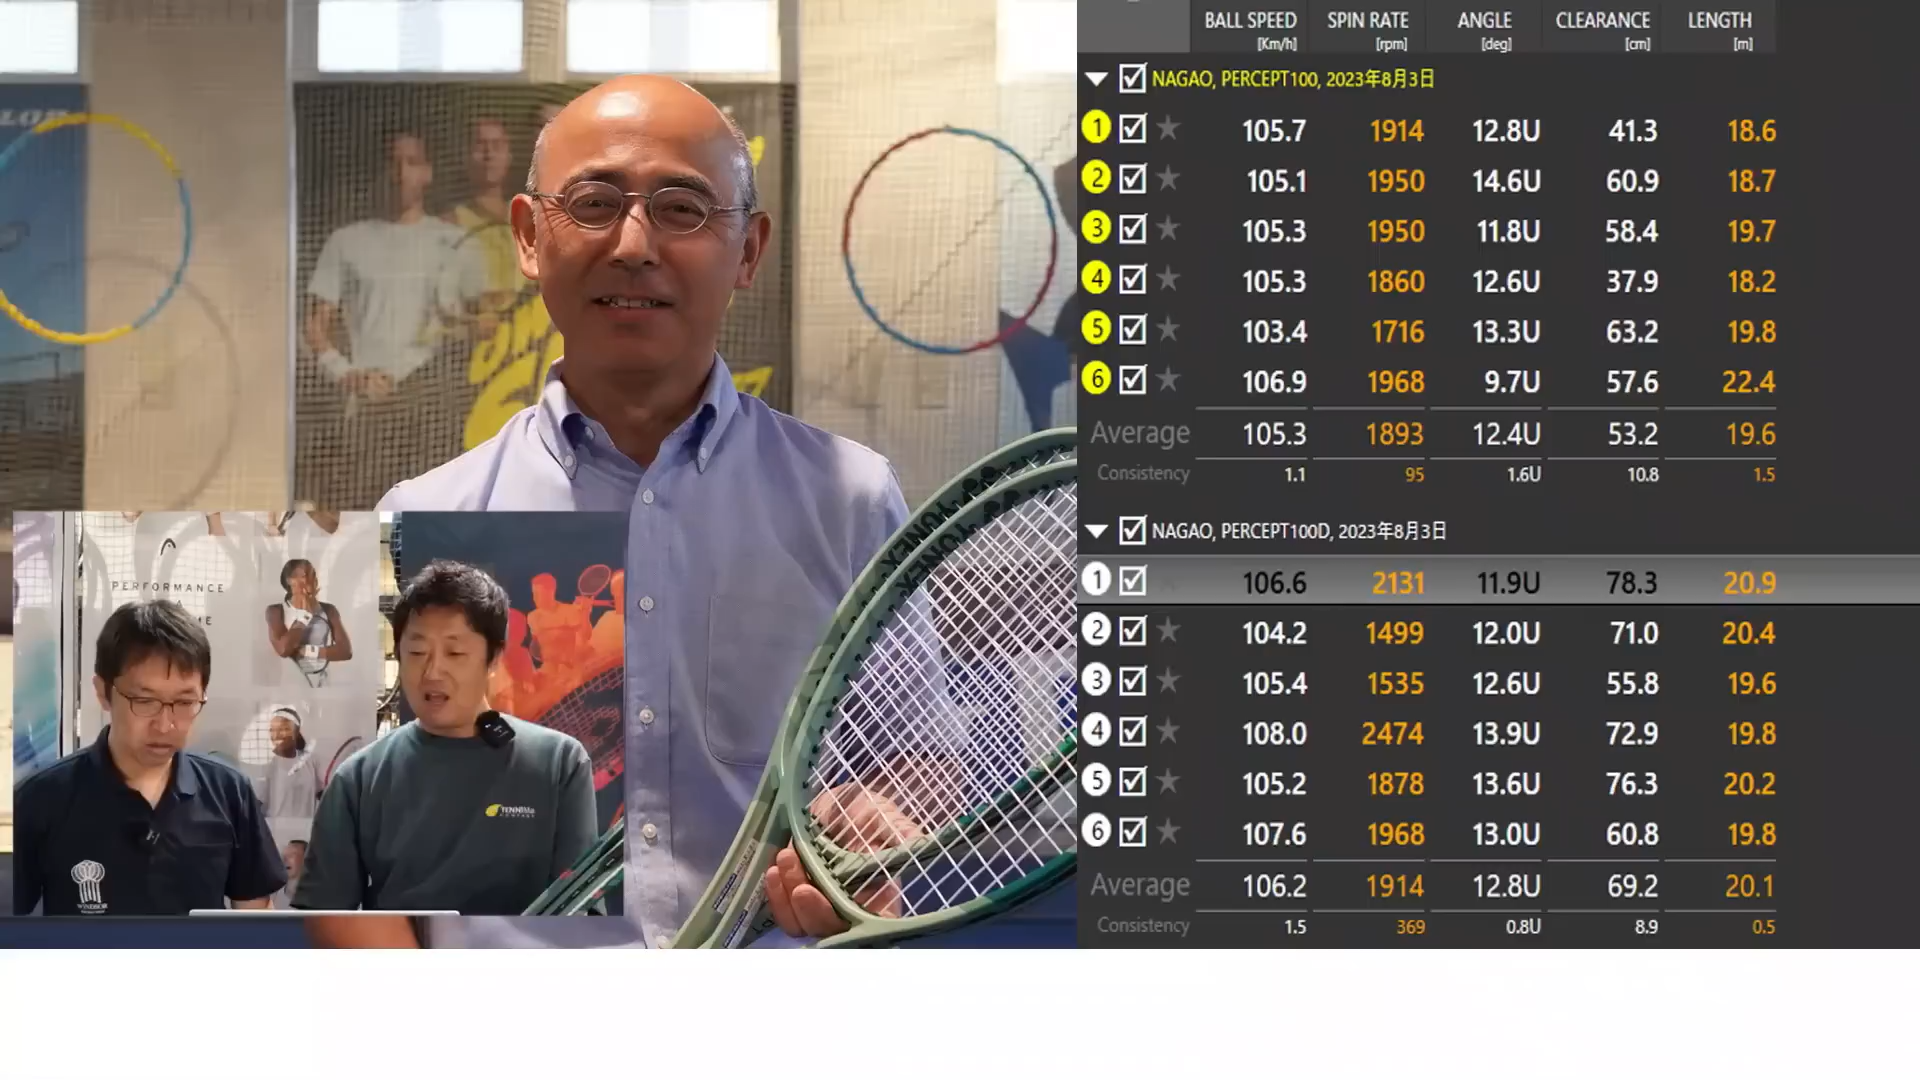 BALL SPEED SPIN RATE ANGLE CLEARANCE LENGTH
[Km/h] [rpm] [deg] [cm] [m]
NAGAO, PERCEPT100, 2023年8月3日
1 105.7 1914 12.8U 41.3 18.6
2 105.1 1950 14.6U 60.9 18.7
3 105.3 1950 11.8U 58.4 19.7
4 105.3 1860 12.6U 37.9 18.2
5 103.4 1716 13.3U 63.2 19.8
6 106.9 1968 9.7U 57.6 22.4
Average 105.3 1893 12.4U 53.2 19.6
Consistency 1.1 95 1.6U 10.8 1.5
NAGAO, PERCEPT100D, 2023年8月3日
1 106.6 2131 11.9U 78.3 20.9
2 104.2 1499 12.0U 71.0 20.4
3 105.4 1535 12.6U 55.8 19.6
4 108.0 2474 13.9U 72.9 19.8
5 105.2 1878 13.6U 76.3 20.2
6 107.6 1968 13.0U 60.8 19.8
Average 106.2 1914 12.8U 69.2 20.1
Consistency 1.5 369 0.8U 8.9 0.5
YONEX
YONEX
PERFORMANCE
WINDSOR